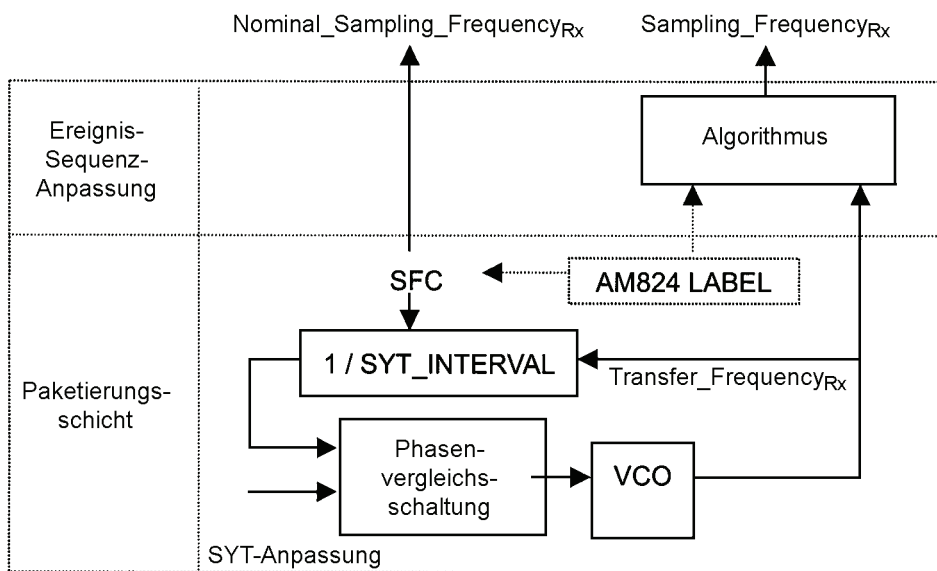 Nominal_Sampling_FrequencyRx
Sampling_FrequencyRx
Ereignis-
Sequenz-
Anpassung
Algorithmus
SFC
AM824 LABEL
1 / SYT_INTERVAL
Transfer_FrequencyRx
Paketierungs-
schicht
Phasen-
vergleichs-
schaltung
VCO
SYT-Anpassung